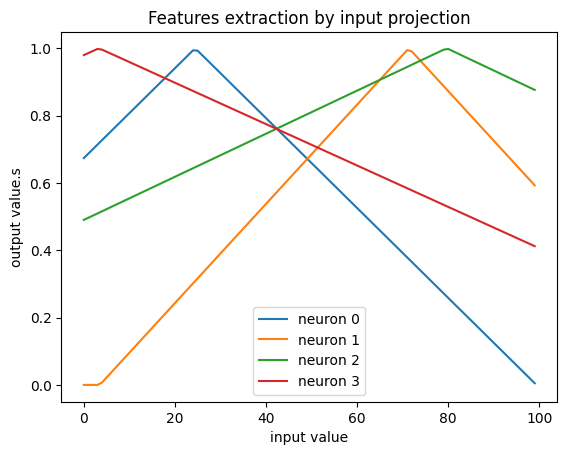 Features extraction by input projection
output value.s
1.0
0.8
0.6
0.4
0.2
0.0
neuron 0
neuron 1
neuron 2
neuron 3
0 20 40 60 80 100
input value